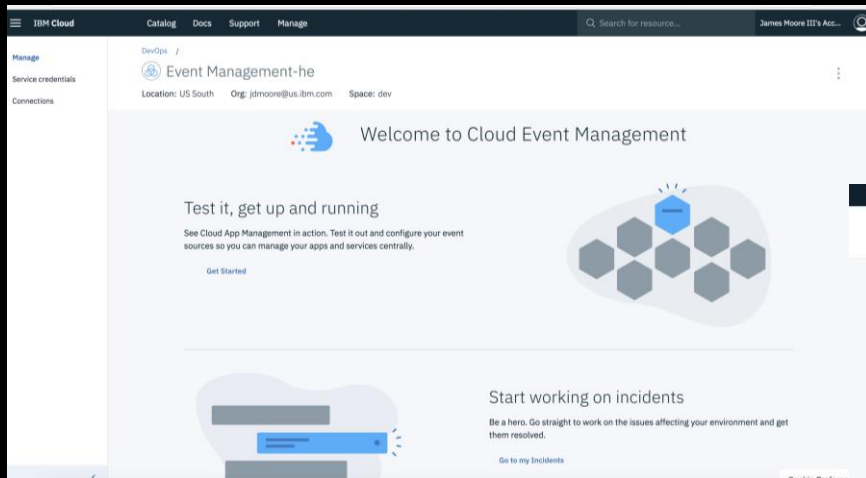 IBM Cloud Catalog Docs Support Manage Search for resource... James Moore III's Acc...
Manage
Service credentials
Connections
DevOps /
Event Management-he
Location: US South Org: jdmoore@us.ibm.com Space: dev
Welcome to Cloud Event Management
Test it, get up and running
See Cloud App Management in action. Test it out and configure your event
sources so you can manage your apps and services centrally.
Get Started
Start working on incidents
Be a hero. Go straight to work on the issues affecting your environment and get
them resolved.
Go to my Incidents